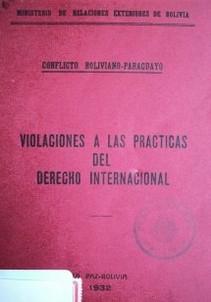 MINISTERIO DE RELACIONES EXTERIORES DE BOLIVIA
CONFLICTO BOLIVIANO-PARAGUAYO
VIOLACIONES A LAS PRACTICAS
DEL
DERECHO INTERNACIONAL
PAZ-BOLIVIA
1932